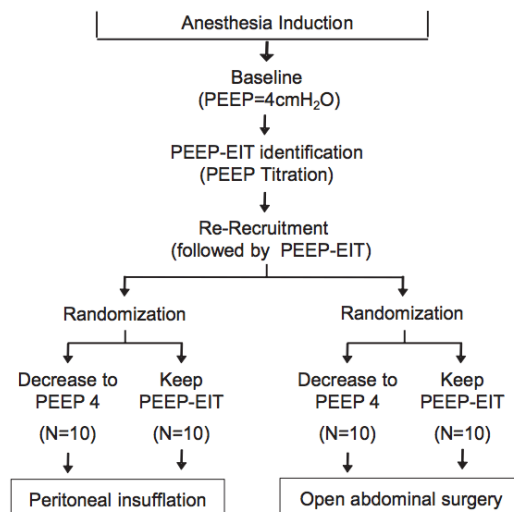 Anesthesia Induction
Baseline
(PEEP=4cmH₂O)
PEEP-EIT identification
(PEEP Titration)
Re-Recruitment
(followed by PEEP-EIT)
Randomization
Randomization
Decrease to
PEEP 4
(N=10)
Keep
PEEP-EIT
(N=10)
Decrease to
PEEP 4
(N=10)
Keep
PEEP-EIT
(N=10)
Peritoneal insufflation
Open abdominal surgery